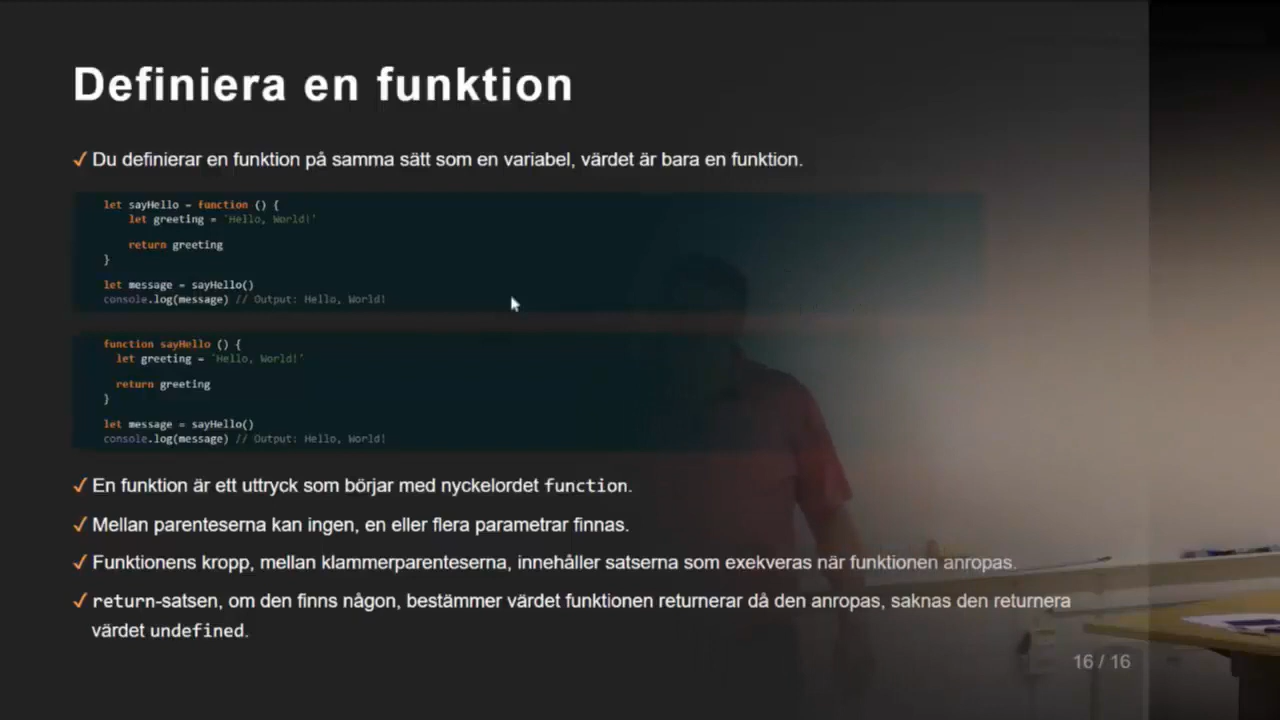 Definiera en funktion
✓ Du definierar en funktion på samma sätt som en variabel, värdet är bara en funktion.
let sayHello = function () {
let greeting = `Hello, World!`
return greeting
}
let message = sayHello()
console.log(message) // Output: Hello, World!
function sayHello () {
let greeting = `Hello, World!`
return greeting
}
let message = sayHello()
console.log(message) // Output: Hello, World!
✓ En funktion är ett uttryck som börjar med nyckelordet function.
✓ Mellan parenteserna kan ingen, en eller flera parametrar finnas.
✓ Funktionens kropp, mellan klammerparenteserna, innehåller satserna som exekveras när funktionen anropas.
✓ return-satsen, om den finns någon, bestämmer värdet funktionen returnerar då den anropas, saknas den returnera
värdet undefined.
16 / 16